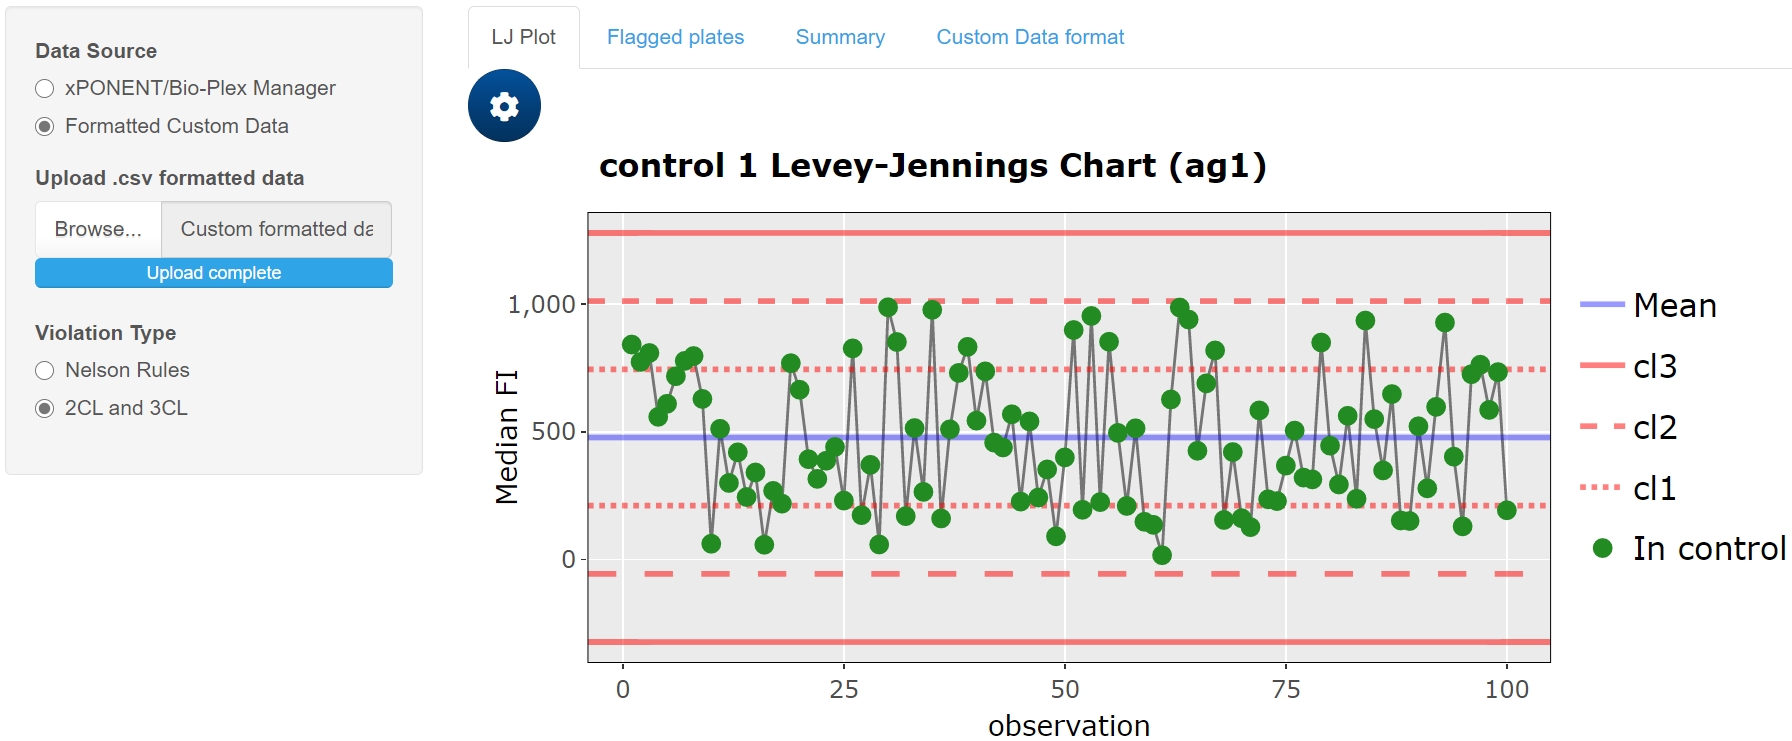 Data Source
xPONENT/Bio-Plex Manager
Formatted Custom Data
Upload .csv formatted data
Browse... Custom formatted da
Upload complete
Violation Type
Nelson Rules
2CL and 3CL
LJ Plot Flagged plates Summary Custom Data format
control 1 Levey-Jennings Chart (ag1)
Median FI
1,000
500
0
0 25 50 75 100
observation
Mean
cl3
cl2
cl1
In control